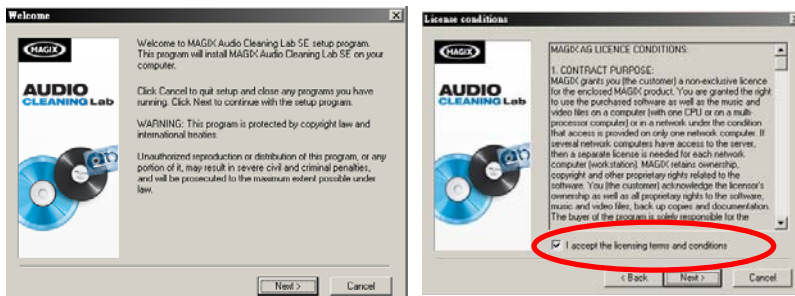 Welcome
MAGIX
AUDIO
CLEANING Lab
Welcome to MAGIX Audio Cleaning Lab SE setup program.
This program will install MAGIX Audio Cleaning Lab SE on your
computer.
Click Cancel to quit setup and close any programs you have
running. Click Next to continue with the setup program.
WARNING: This program is protected by copyright law and
international treaties.
Unauthorized reproduction or distribution of this program, or any
portion of it, may result in severe civil and criminal penalties,
and will be prosecuted to the maximum extent possible under
law.
Next >
Cancel
License conditions
MAGIX
AUDIO
CLEANING Lab
MAGIX AG LICENCE CONDITIONS:
1. CONTRACT PURPOSE:
MAGIX grants you (the customer) a non-exclusive licence
for the enclosed MAGIX product. You are granted the right
to use the purchased software as well as the music and
video files on a computer (with one CPU or on a multi-
processor computer) or in a network under the condition
that access is provided on only one network computer. If
several network computers have access to the server,
then a separate license is needed for each network
computer (workstation). MAGIX retains ownership,
copyright and other proprietary rights related to the
software. You (the customer) acknowledge the licensor's
ownership as well as all proprietary rights to the software,
music and video files, back up copies and documentation.
The buyer of the program is solely responsible for the
I accept the licensing terms and conditions
< Back
Next >
Cancel